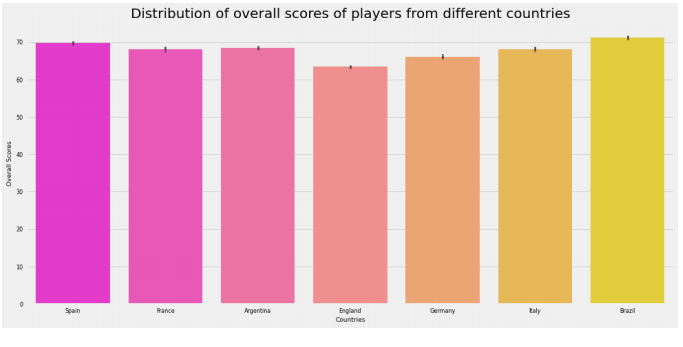 Distribution of overall scores of players from different countries
70
60
50
40
30
20
10
0
Overall Scores
Spain France Argentina England Germany Italy Brazil
Countries